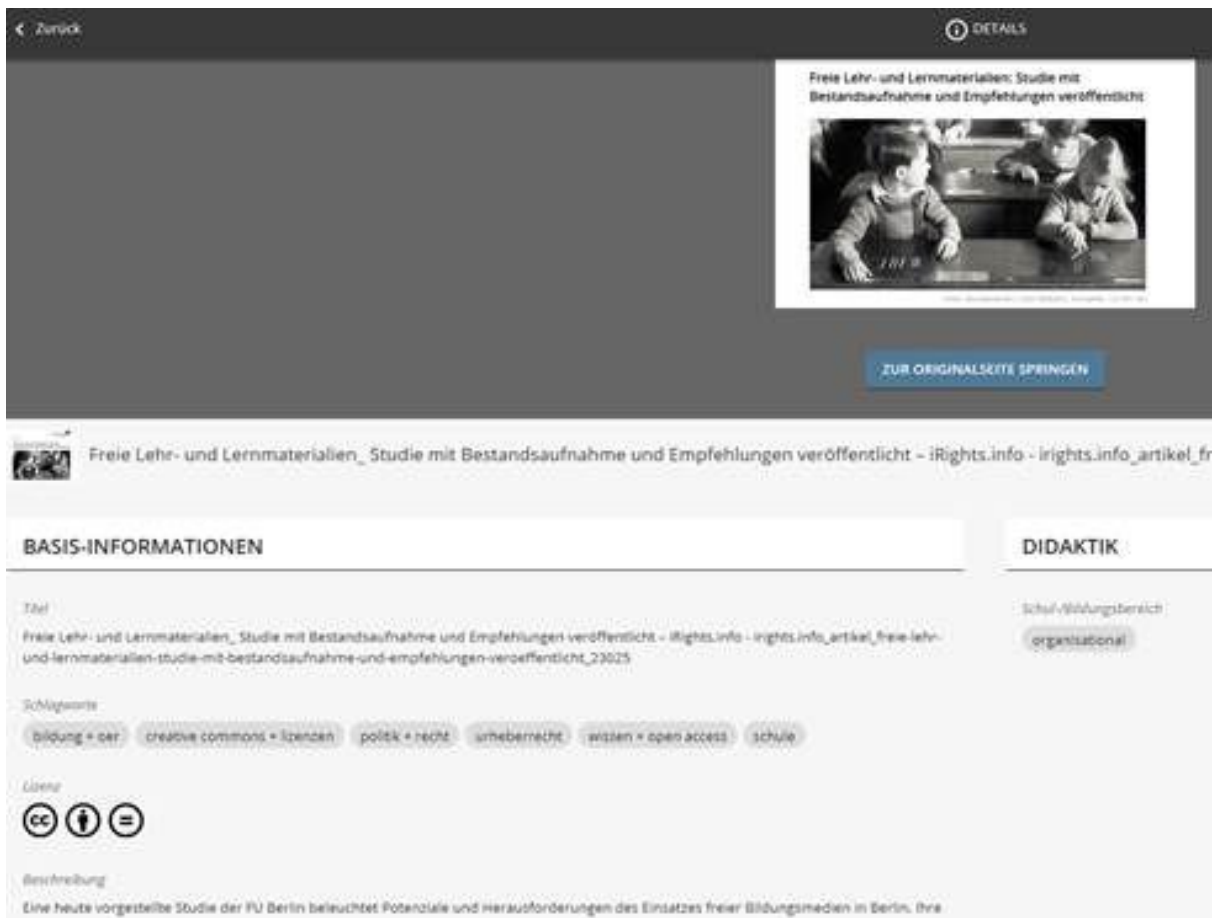 Zurück
DETAILS
Freie Lehr- und Lernmaterialien: Studie mit
Bestandsaufnahme und Empfehlungen veröffentlicht
ZUR ORIGINALSEITE SPRINGEN
Freie Lehr- und Lernmaterialien_ Studie mit Bestandsaufnahme und Empfehlungen veröffentlicht – iRights.info - irights.info_artikel_fr
BASIS-INFORMATIONEN
DIDAKTIK
Titel
Schul-/Bildungsbereich
Freie Lehr- und Lernmaterialien_ Studie mit Bestandsaufnahme und Empfehlungen veröffentlicht – iRights.info - irights.info_artikel_freie-lehr-
und-lernmaterialien-studie-mit-bestandsaufnahme-und-empfehlungen-veroeffentlicht_23025
organisational
Schlagworte
bildung + oer creative commons + lizenzen politik + recht urheberrecht wissen + open access schule
Lizenz
cc
Beschreibung
Eine heute vorgestellte Studie der FU Berlin beleuchtet Potenziale und Herausforderungen des Einsatzes freier Bildungsmedien in Berlin. Ihre